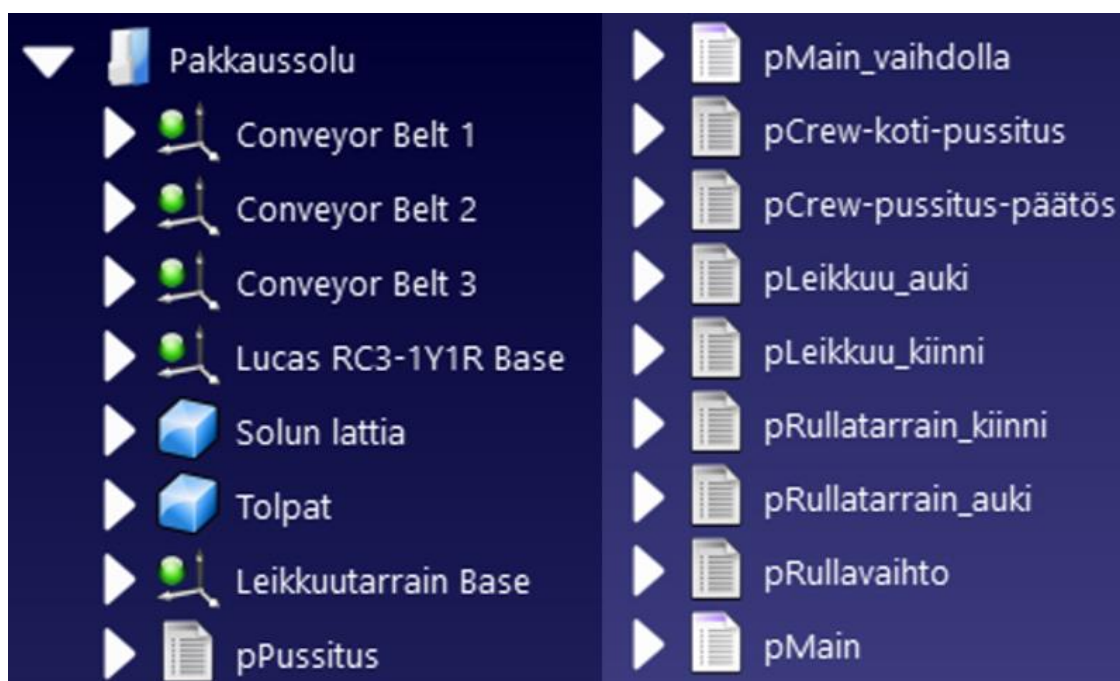 Pakkaussolu
Conveyor Belt 1
Conveyor Belt 2
Conveyor Belt 3
Lucas RC3-1Y1R Base
Solun lattia
Tolpat
Leikkuutarrain Base
pPussitus
pMain_vaihdolla
pCrew-koti-pussitus
pCrew-pussitus-päätös
pLeikkuu_auki
pLeikkuu_kiinni
pRullatarrain_kiinni
pRullatarrain_auki
pRullavaihto
pMain